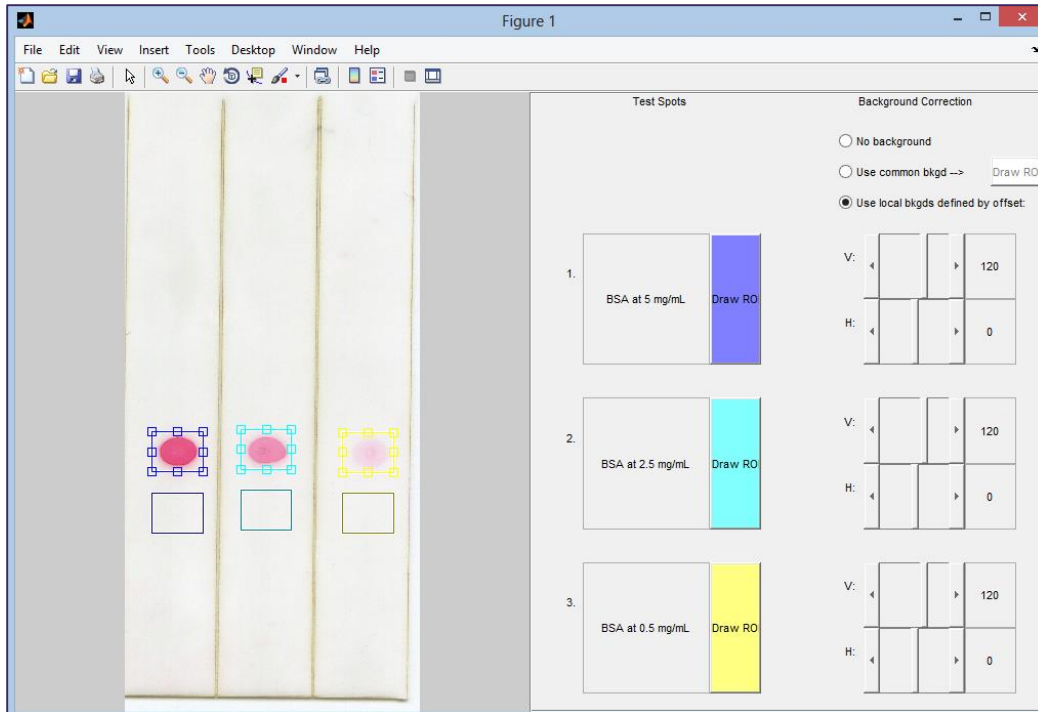 Figure 1
File Edit View Insert Tools Desktop Window Help
Test Spots
Background Correction
No background
Use common bkgd -->
Draw RO
Use local bkgds defined by offset:
1.
BSA at 5 mg/mL
Draw RO
V:
120
H:
0
2.
BSA at 2.5 mg/mL
Draw RO
V:
120
H:
0
3.
BSA at 0.5 mg/mL
Draw RO
V:
120
H:
0